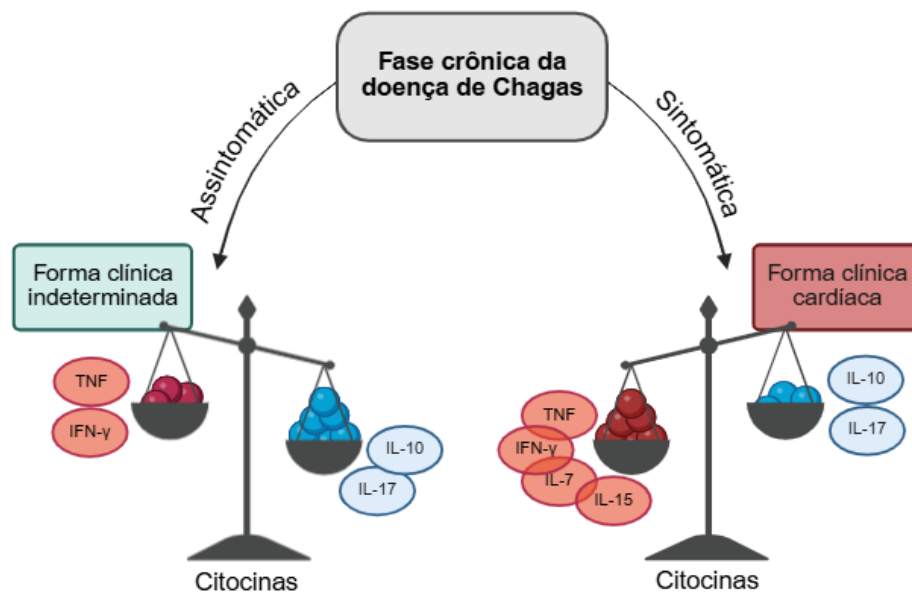 Fase crônica da
doença de Chagas
Assintomática
Sintomática
Forma clínica
indeterminada
TNF
IFN-γ
IL-10
IL-17
Citocinas
Forma clínica
cardíaca
TNF
IFN-γ
IL-7
IL-15
IL-10
IL-17
Citocinas